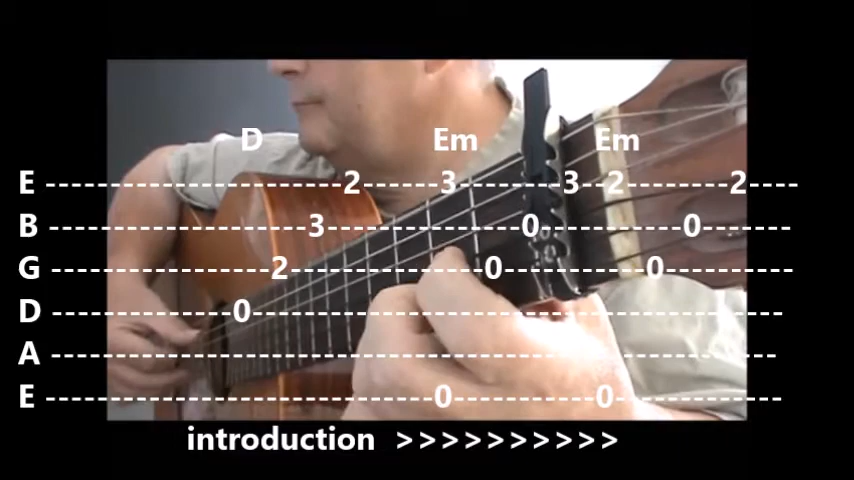 D Em Em
E -----------------------2------3--------3--2--------2----
B --------------------3---------------0------------0-------
G -----------------2----------------0------------0----------
D --------------0-----------------------------------------
A --------------------------------------------------------
E ------------------------------0------------0-------------
introduction >>>>>>>>>>